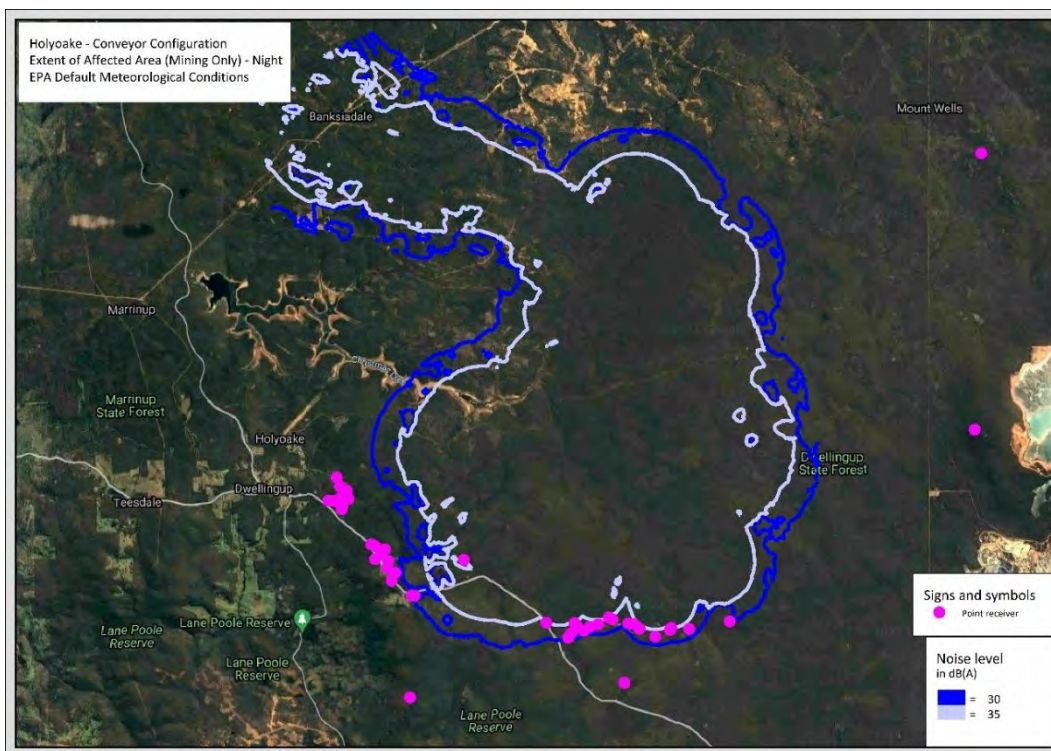 Holyoake - Conveyor Configuration
Extent of Affected Area (Mining Only) - Night
EPA Default Meteorological Conditions
Banksiadale
Mount Wells
Marrinup
Marrinup
State Forest
Holyoake
Dwellingup
Teesdale
Dwellingup
State Forest
Lane Poole Reserve
Lane Poole
Reserve
Lane Poole
Reserve
Lane Poole
Reserve
Signs and symbols
Point receiver
Noise level
in dB(A)
= 30
= 35